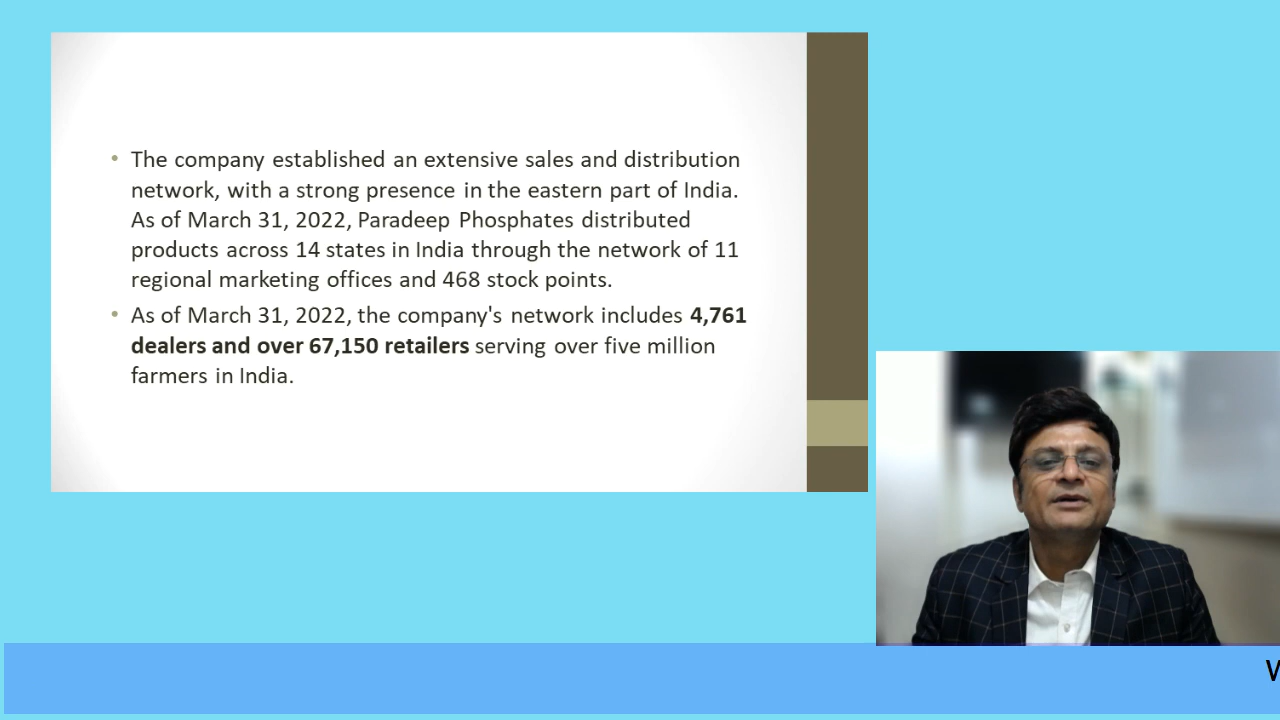 • The company established an extensive sales and distribution
network, with a strong presence in the eastern part of India.
As of March 31, 2022, Paradeep Phosphates distributed
products across 14 states in India through the network of 11
regional marketing offices and 468 stock points.
• As of March 31, 2022, the company's network includes 4,761
dealers and over 67,150 retailers serving over five million
farmers in India.